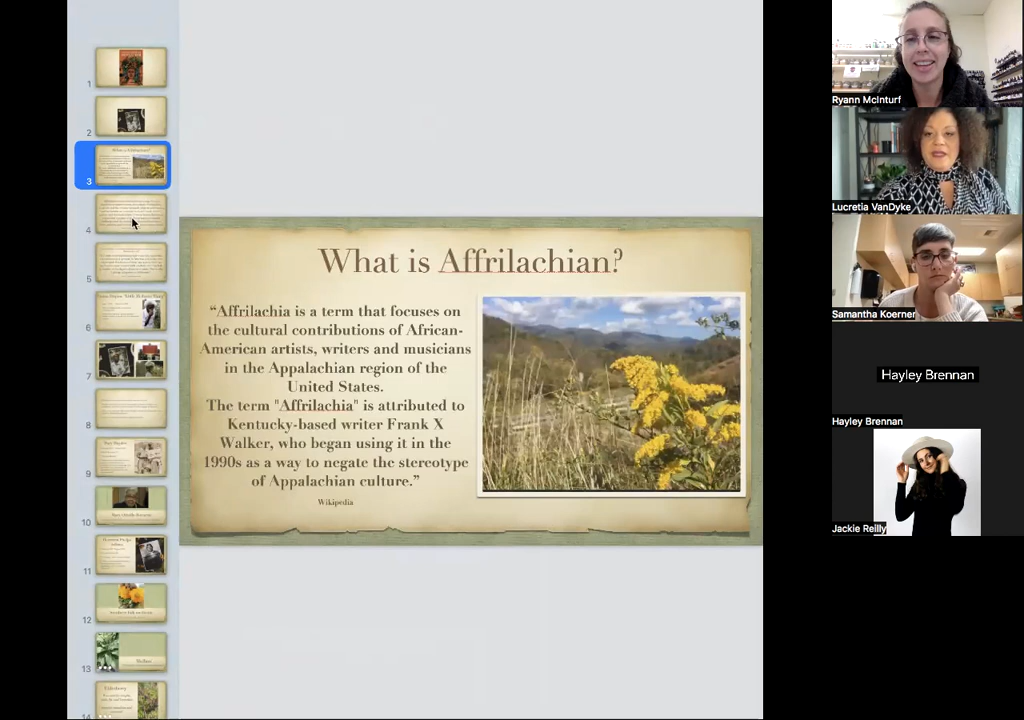 1
2
3
4
5
6
7
8
9
10
11
12
13
14
What is Affrilachian?
“Affrilachia is a term that focuses on
the cultural contributions of African-
American artists, writers and musicians
in the Appalachian region of the
United States.
The term "Affrilachia" is attributed to
Kentucky-based writer Frank X
Walker, who began using it in the
1990s as a way to negate the stereotype
of Appalachian culture.”
Wikipedia
Ryann McInturf
Lucretia VanDyke
Samantha Koerner
Hayley Brennan
Hayley Brennan
Jackie Reilly